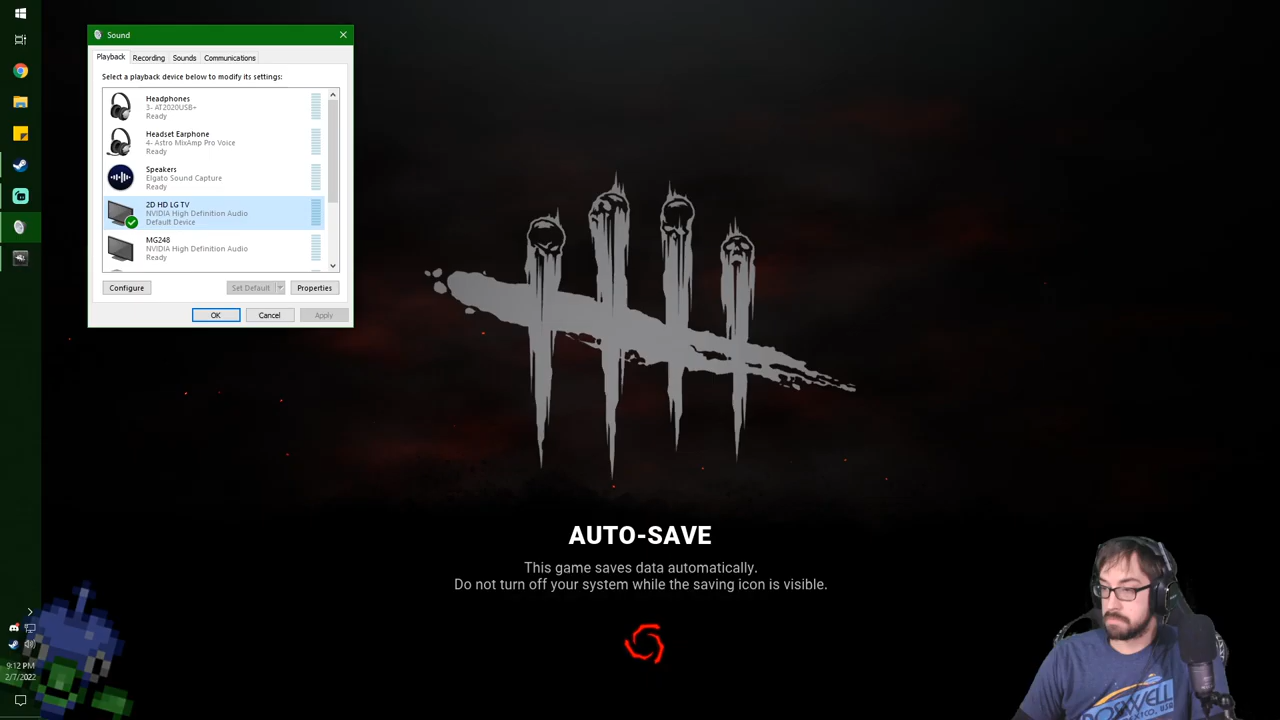 Sound
Playback
Recording
Sounds
Communications
Select a playback device below to modify its settings:
Headphones
3- AT2020USB+
Ready
Headset Earphone
4- Astro MixAmp Pro Voice
Ready
Speakers
Elgato Sound Capture
Ready
2D HD LG TV
NVIDIA High Definition Audio
Default Device
MG248
NVIDIA High Definition Audio
Ready
Configure
Set Default
Properties
OK
Cancel
Apply
AUTO-SAVE
This game saves data automatically.
Do not turn off your system while the saving icon is visible.
9:12 PM
2/7/2022